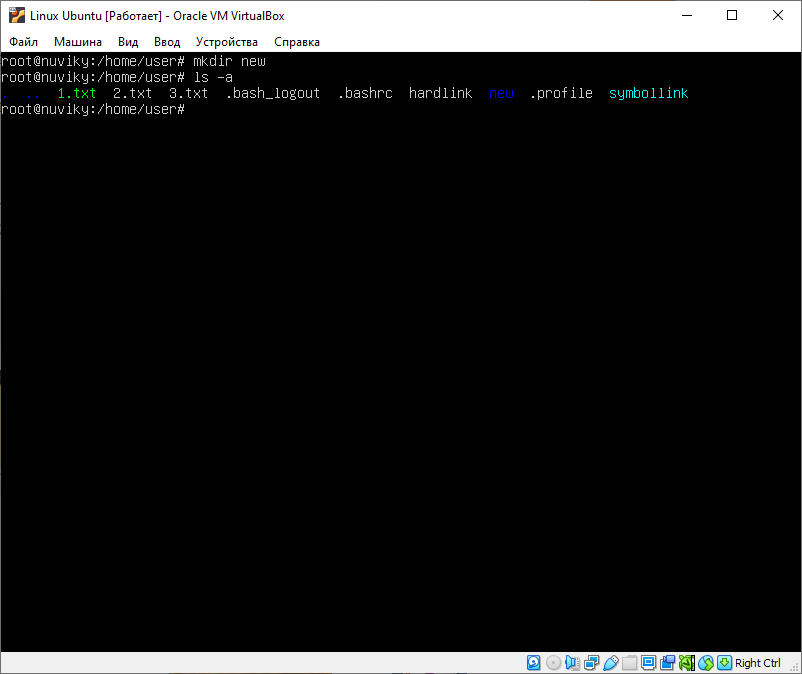 Linux Ubuntu [Работает] - Oracle VM VirtualBox
Файл Машина Вид Ввод Устройства Справка
root@nuviky:/home/user# mkdir new
root@nuviky:/home/user# ls -a
. .. 1.txt 2.txt 3.txt .bash_logout .bashrc hardlink new .profile symbollink
root@nuviky:/home/user#
Right Ctrl